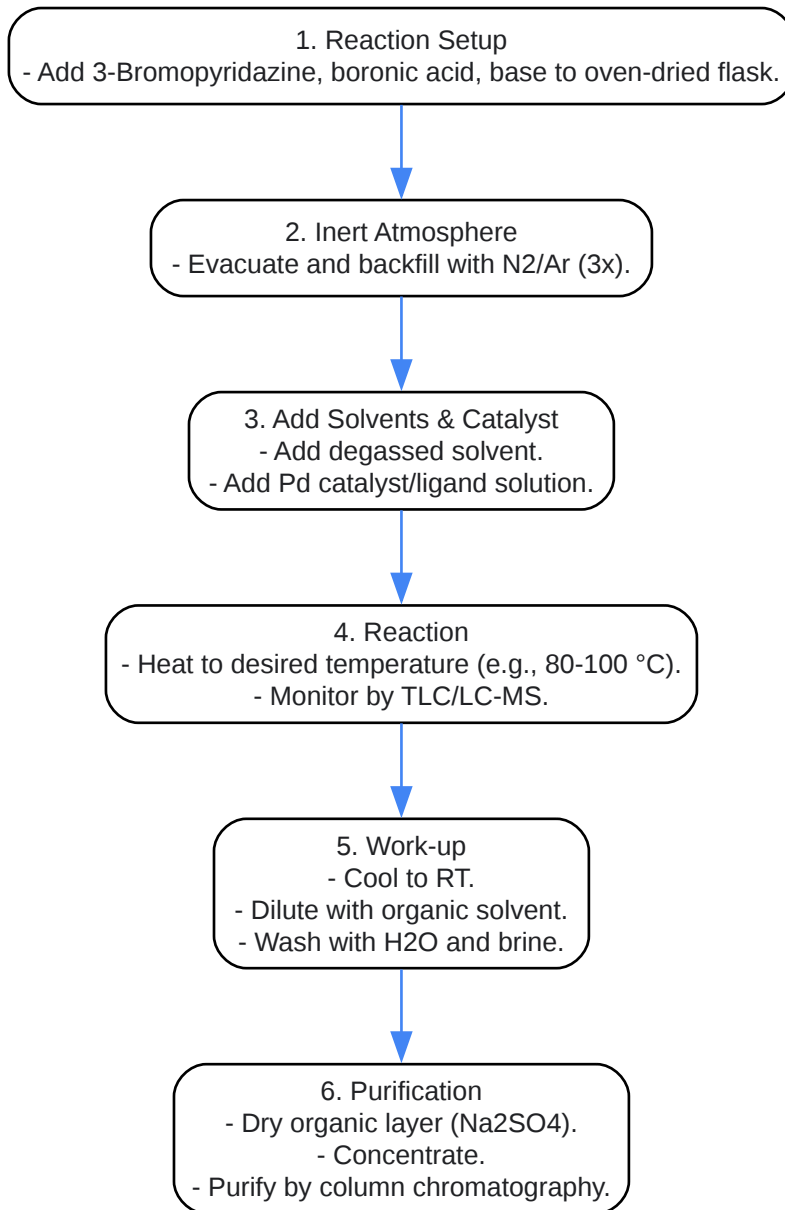 1. Reaction Setup
- Add 3-Bromopyridazine, boronic acid, base to oven-dried flask.
2. Inert Atmosphere
- Evacuate and backfill with N2/Ar (3x).
3. Add Solvents & Catalyst
- Add degassed solvent.
- Add Pd catalyst/ligand solution.
4. Reaction
- Heat to desired temperature (e.g., 80-100 °C).
- Monitor by TLC/LC-MS.
5. Work-up
- Cool to RT.
- Dilute with organic solvent.
- Wash with H2O and brine.
6. Purification
- Dry organic layer (Na2SO4).
- Concentrate.
- Purify by column chromatography.